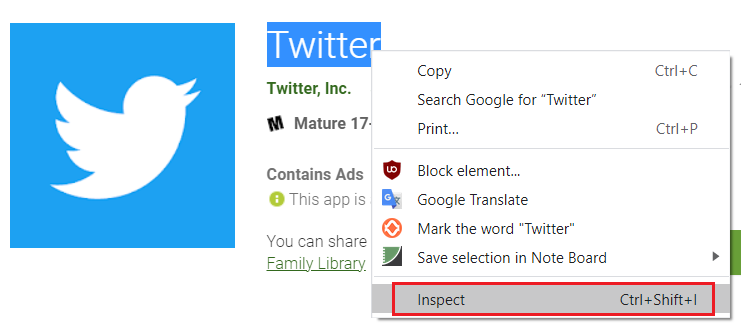 Twitter
Twitter, Inc.
Mature 17-
Contains Ads
This app is
You can share
Family Library
Copy Ctrl+C
Search Google for “Twitter”
Print... Ctrl+P
Block element...
Google Translate
Mark the word "Twitter"
Save selection in Note Board
Inspect Ctrl+Shift+I